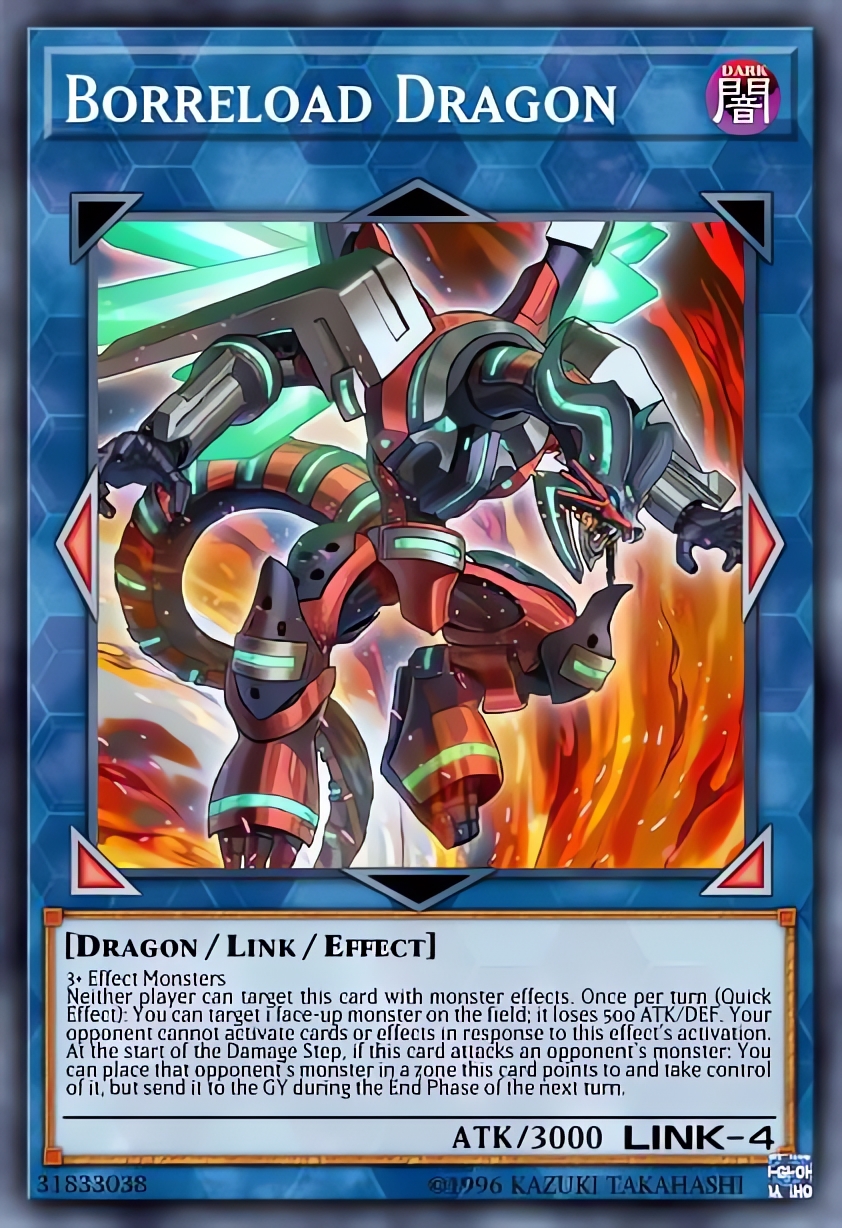 BORRELOAD DRAGON
DARK
闇
[DRAGON / LINK / EFFECT]
3+ Effect Monsters
Neither player can target this card with monster effects. Once per turn (Quick
Effect): You can target 1 face-up monster on the field; it loses 500 ATK/DEF. Your
opponent cannot activate cards or effects in response to this effect's activation.
At the start of the Damage Step, if this card attacks an opponent's monster: You
can place that opponent's monster in a zone this card points to and take control
of it, but send it to the GY during the End Phase of the next turn.
ATK/3000 LINK-4
31833038
©1996 KAZUKI TAKAHASHI